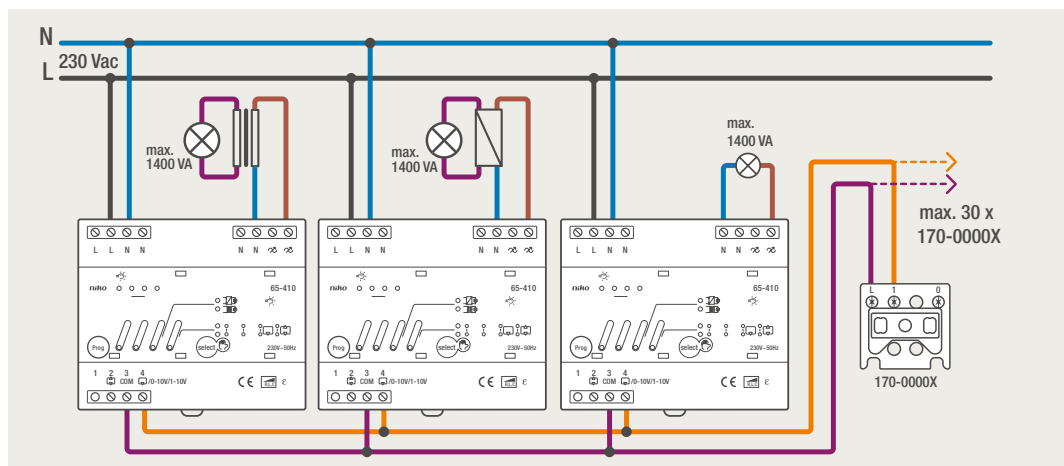 N
L 230 Vac
max.
1400 VA
max.
1400 VA
max.
1400 VA
max. 30 x
170-0000X
L L N N
N N
niko
65-410
Prog
select
230V~50Hz
1 2 3 4
COM /0-10V/1-10V
CE
L L N N
N N
niko
65-410
Prog
select
230V~50Hz
1 2 3 4
COM /0-10V/1-10V
CE
L L N N
N N
niko
65-410
Prog
select
230V~50Hz
1 2 3 4
COM /0-10V/1-10V
CE
L 1 0
170-0000X